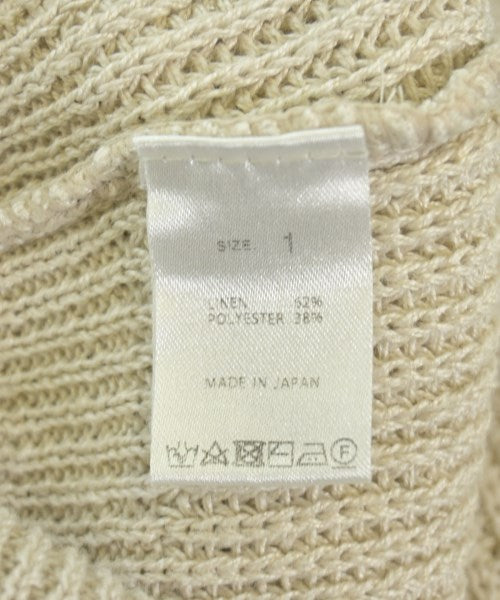 SIZE. 1
LINEN 62%
POLYESTER 38%
MADE IN JAPAN
F